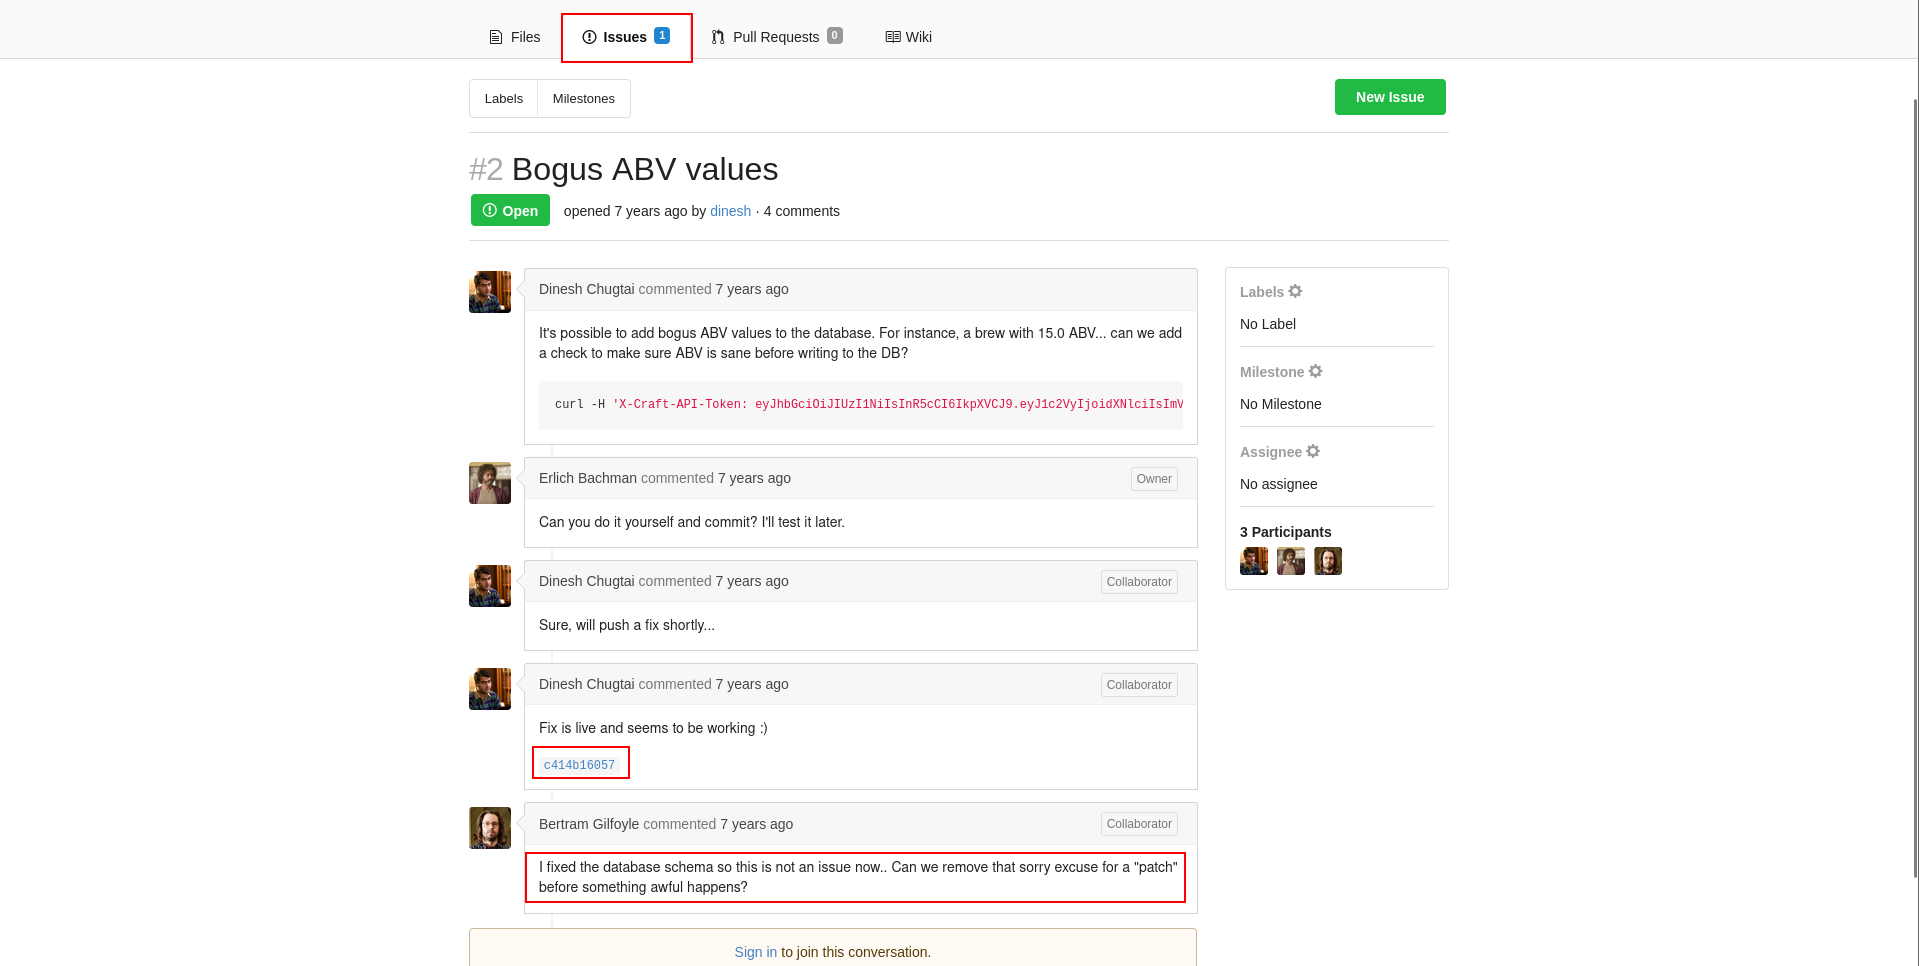 Files Issues 1 Pull Requests 0 Wiki
Labels Milestones New Issue
#2 Bogus ABV values
Open opened 7 years ago by dinesh · 4 comments
Dinesh Chugtai commented 7 years ago
It's possible to add bogus ABV values to the database. For instance, a brew with 15.0 ABV... can we add
a check to make sure ABV is sane before writing to the DB?
curl -H 'X-Craft-API-Token: eyJhbGciOiJIUzI1NiIsInR5cCI6IkpXVCJ9.eyJ1c2VyIjoidXNlciIsImV
Erlich Bachman commented 7 years ago Owner
Can you do it yourself and commit? I'll test it later.
Dinesh Chugtai commented 7 years ago Collaborator
Sure, will push a fix shortly...
Dinesh Chugtai commented 7 years ago Collaborator
Fix is live and seems to be working :)
c414b16057
Bertram Gilfoyle commented 7 years ago Collaborator
I fixed the database schema so this is not an issue now.. Can we remove that sorry excuse for a "patch"
before something awful happens?
Sign in to join this conversation.
Labels
No Label
Milestone
No Milestone
Assignee
No assignee
3 Participants